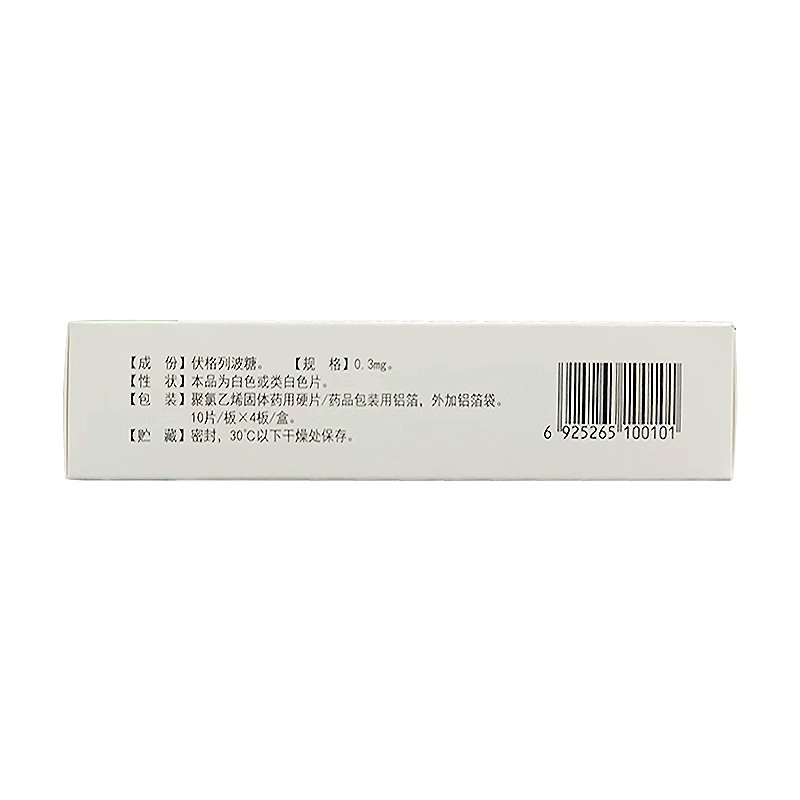 【成 份】伏格列波糖。 【规 格】0.3mg。
【性 状】本品为白色或类白色片。
【包 装】聚氯乙烯固体药用硬片/药品包装用铝箔,外加铝箔袋。
10片/板×4板/盒。
【贮 藏】密封,30℃以下干燥处保存。
6 925265 100101